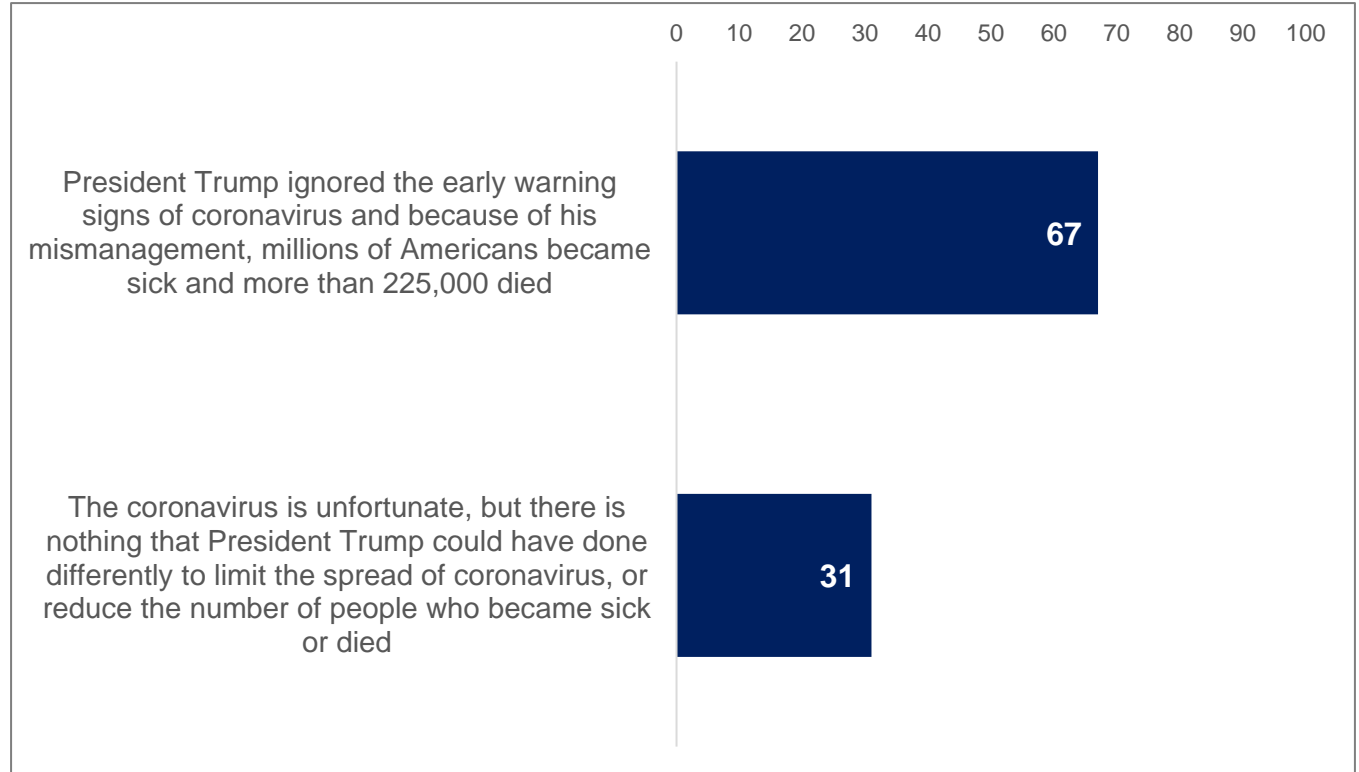 0 10 20 30 40 50 60 70 80 90 100
President Trump ignored the early warning
signs of coronavirus and because of his
mismanagement, millions of Americans became
sick and more than 225,000 died
67
The coronavirus is unfortunate, but there is
nothing that President Trump could have done
differently to limit the spread of coronavirus, or
reduce the number of people who became sick
or died
31